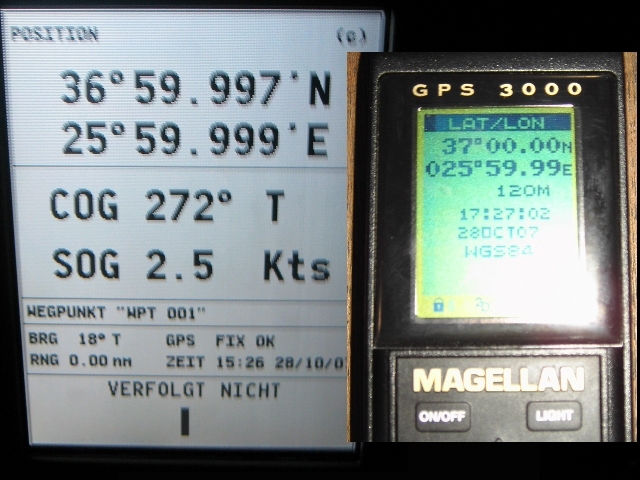 POSITION (@)
36°59.997'N
25°59.999'E
COG 272° T
SOG 2.5 Kts
WEGPUNKT "WPT 001"
BRG 18° T GPS FIX OK
RNG 0.00 nm ZEIT 15:26 28/10/0
VERFOLGT NICHT
GPS 3000
LAT/LON
37°00.00N
025°59.99E
120M
17:27:02
28OCT07
WGS84
MAGELLAN
ON/OFF LIGHT